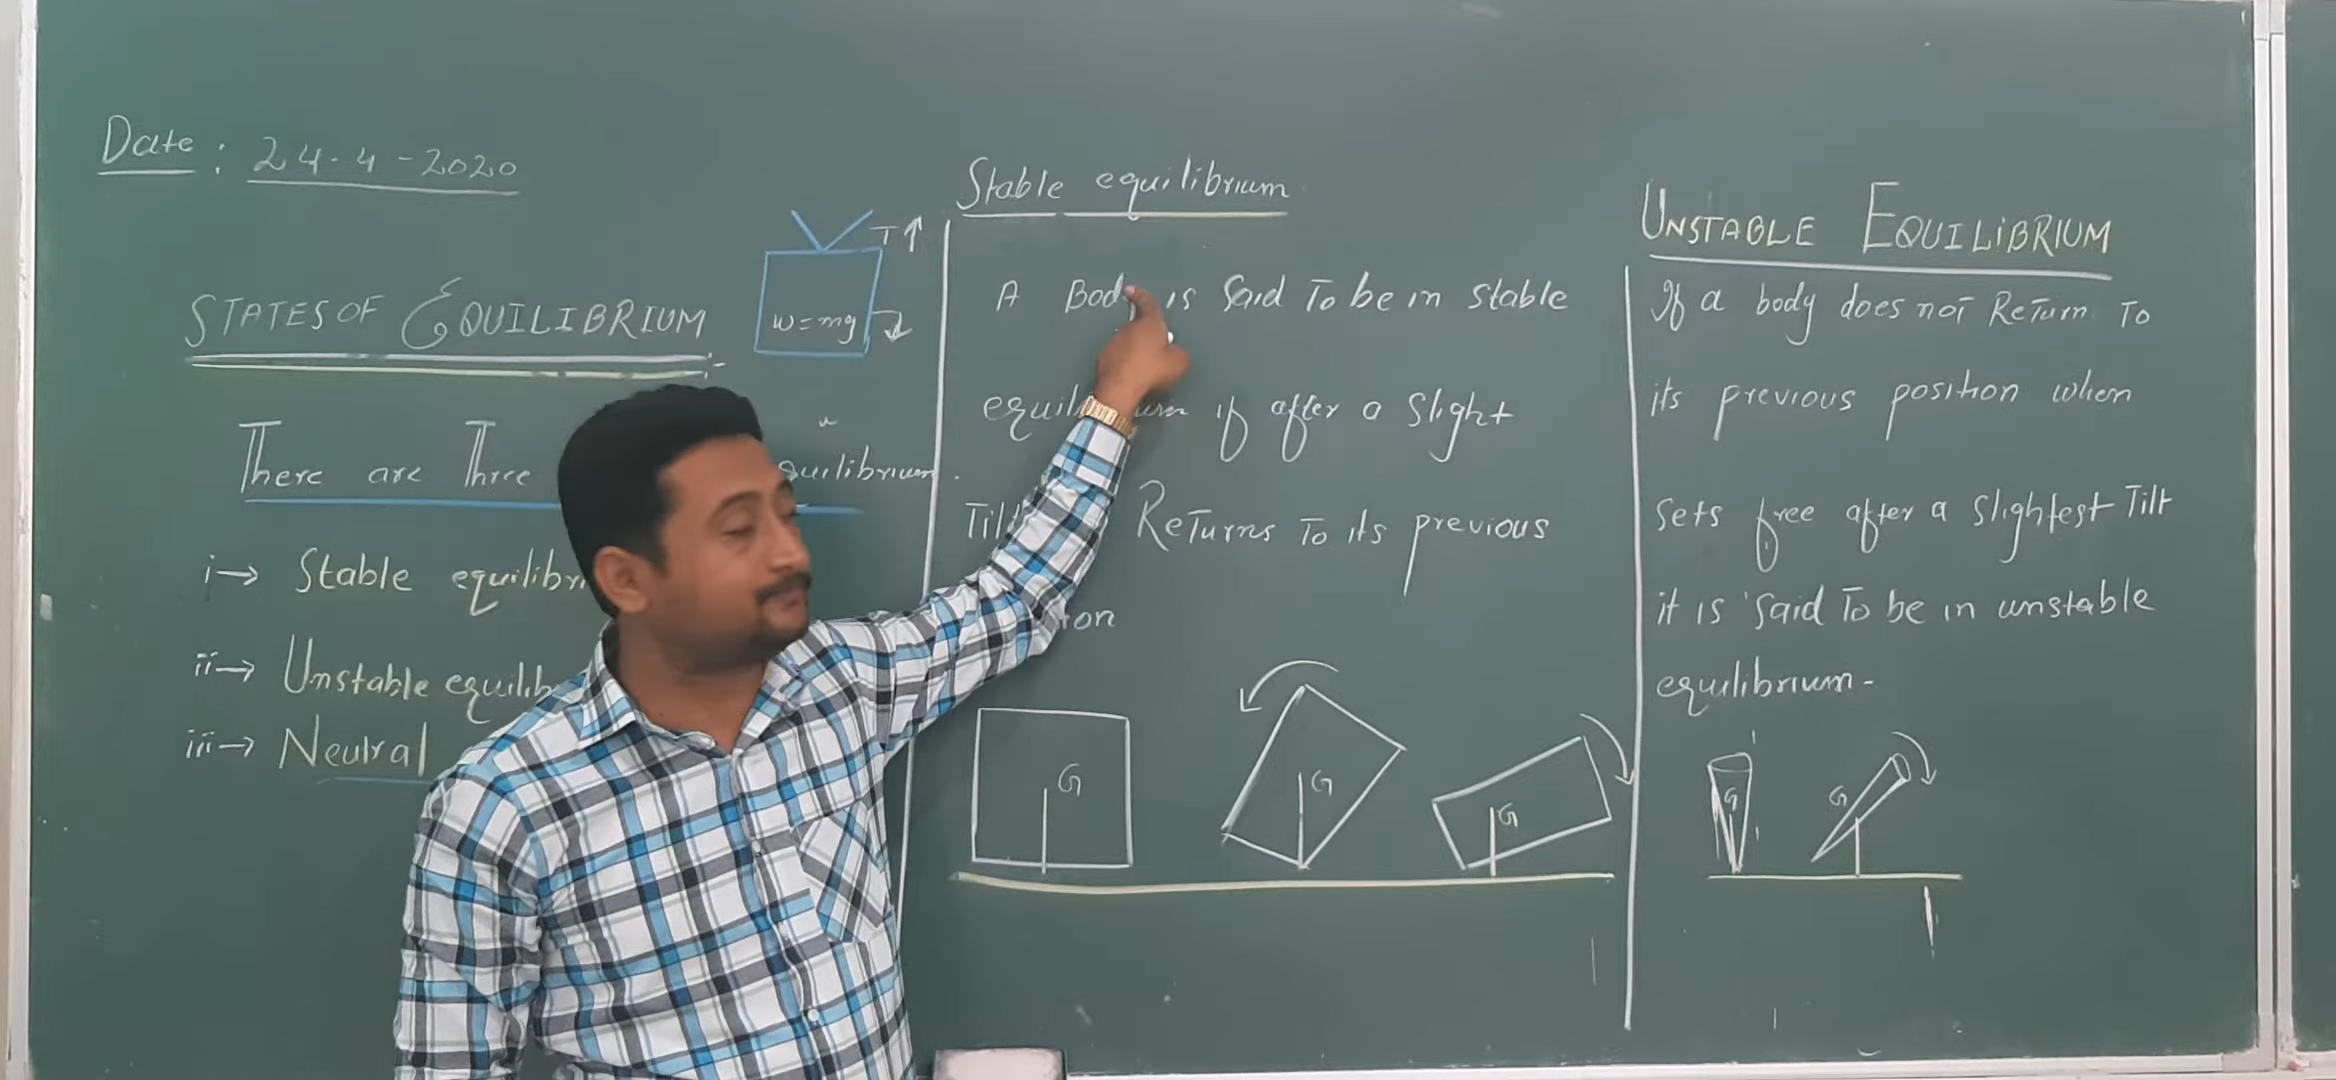 Date: 24-4-2020
STATES OF EQUILIBRIUM
There are Three
i→ Stable
ii→ Unstable
iii→ Neutral
T↑
w=mg
Stable equilibrium
A is Said To be in stable
if after a Slight
Returns To its previous
G
G
G
UNSTABLE EQUILIBRIUM
If a body does not Return To
its previous position when
sets free after a slightest Tilt
it is said To be in unstable
equilibrium-
G
G